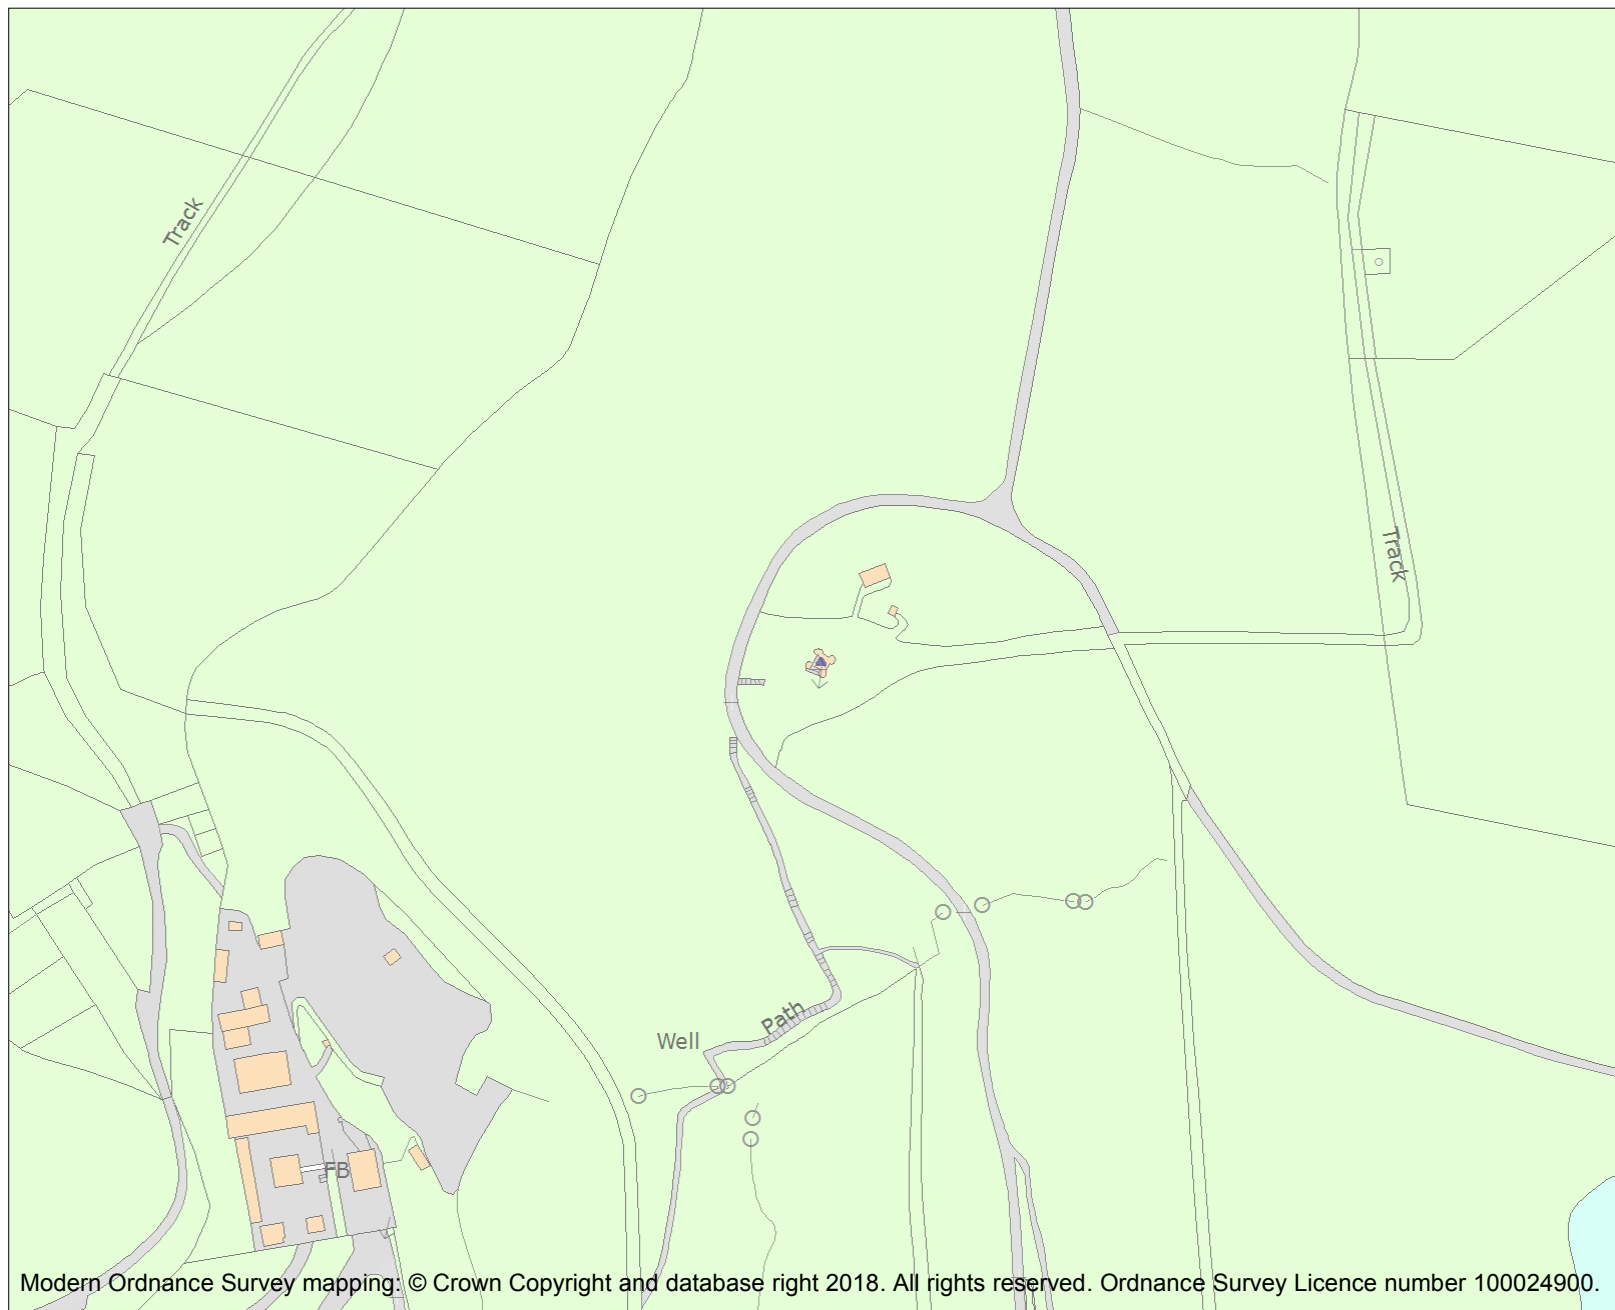 Track
Track
Path
Well
FB
Modern Ordnance Survey mapping: © Crown Copyright and database right 2018. All rights reserved. Ordnance Survey Licence number 100024900.